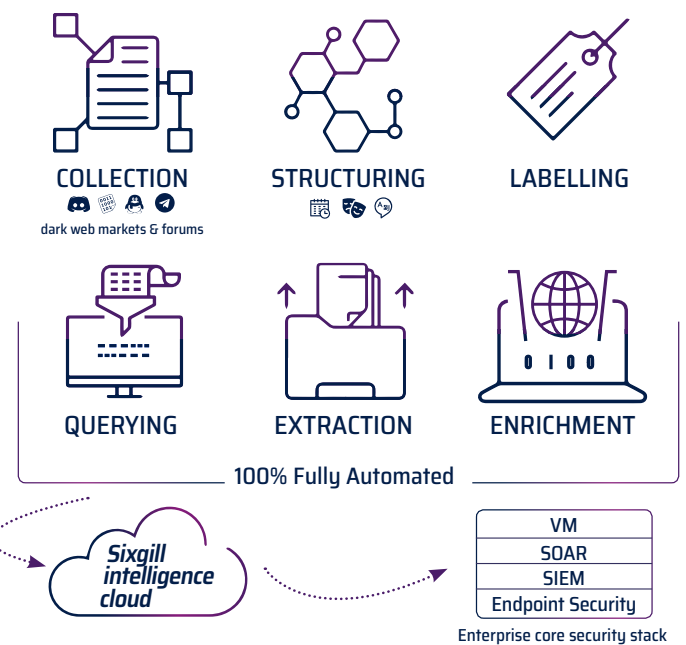 COLLECTION
STRUCTURING
LABELLING
dark web markets & forums
QUERYING
EXTRACTION
0 1 0 0
ENRICHMENT
100% Fully Automated
Sixgill
intelligence
cloud
VM
SOAR
SIEM
Endpoint Security
Enterprise core security stack